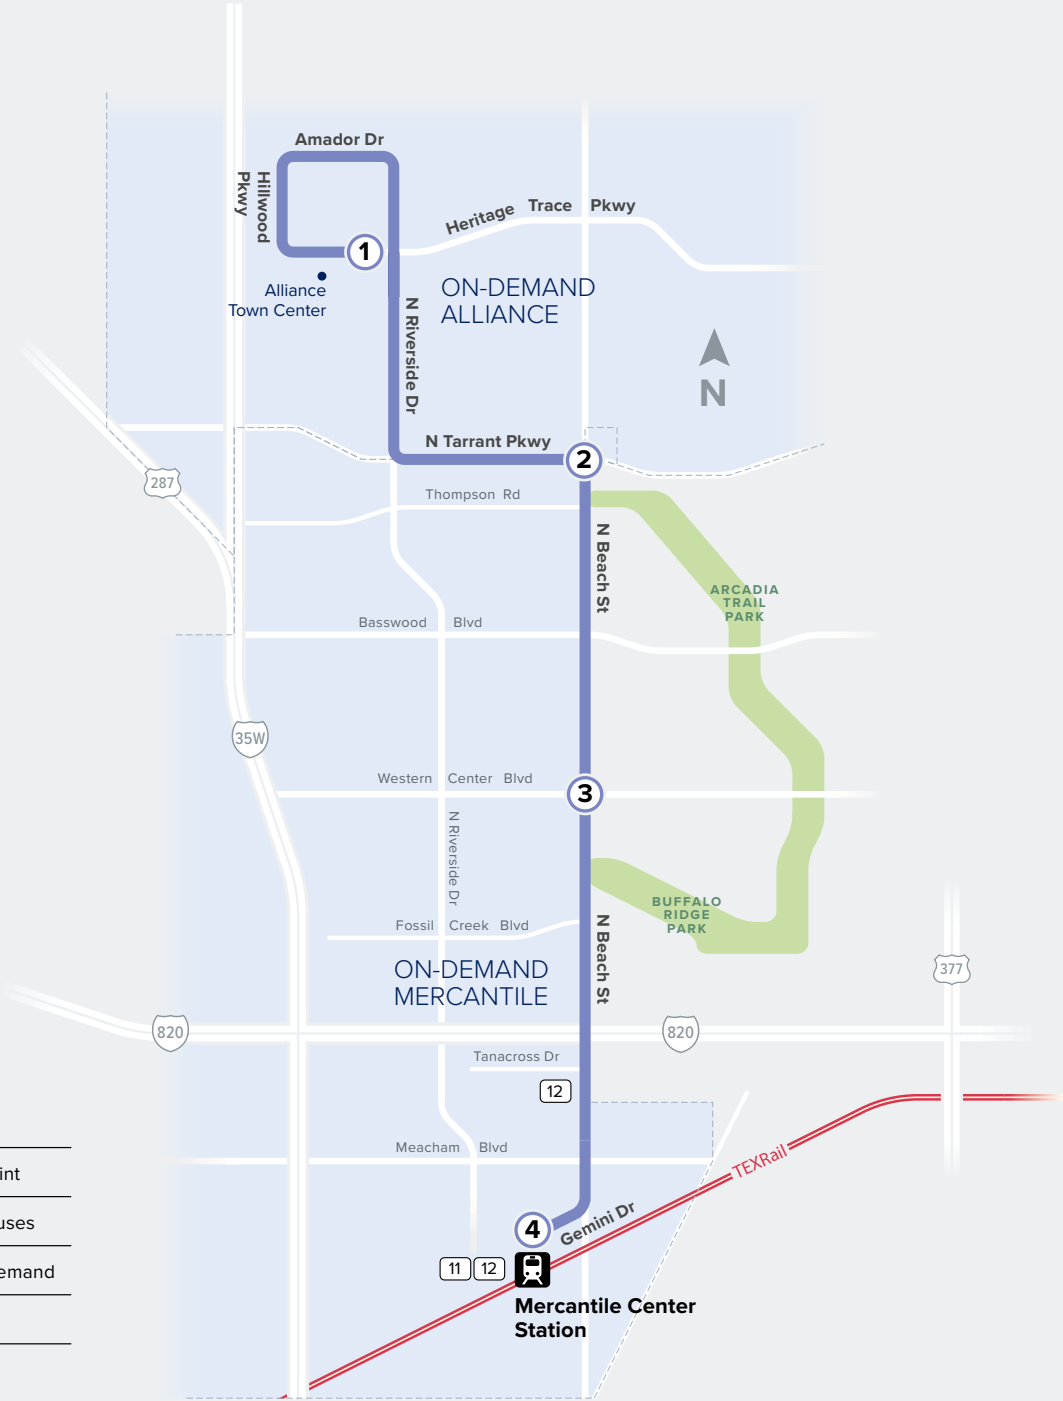 Amador Dr
Hillwood
Pkwy
Heritage Trace Pkwy
1
Alliance
Town Center
ON-DEMAND
ALLIANCE
N Riverside Dr
N
N Tarrant Pkwy
2
287
Thompson Rd
N Beach St
ARCADIA
TRAIL
PARK
Basswood Blvd
35W
Western Center Blvd
3
N Riverside Dr
BUFFALO
RIDGE
PARK
Fossil Creek Blvd
N Beach St
ON-DEMAND
MERCANTILE
377
820
820
Tanacross Dr
12
Meacham Blvd
TEXRail
int
uses
emand
4
Gemini Dr
11 12
Mercantile Center
Station